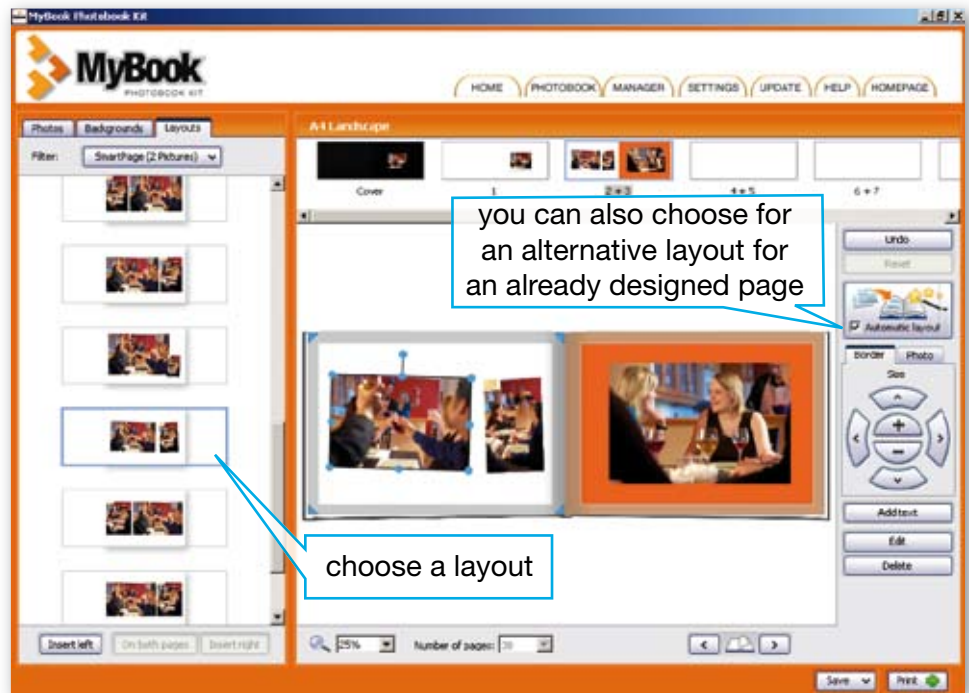 MyBook Photobook Kit
MyBook
PHOTOBOOK KIT
HOME PHOTOBOOK MANAGER SETTINGS UPDATE HELP HOMEPAGE
Photos Backgrounds Layouts
A4 Landscape
Filter: SmartPage (2 Pictures)
Cover 1 2 + 3 4 + 5 6 + 7
you can also choose for
an alternative layout for
an already designed page
Undo
Reset
Automatic layout
Border Photo
Size
Add text
Edit
Delete
choose a layout
Insert left On both pages Insert right
25% Number of pages:
Save Print